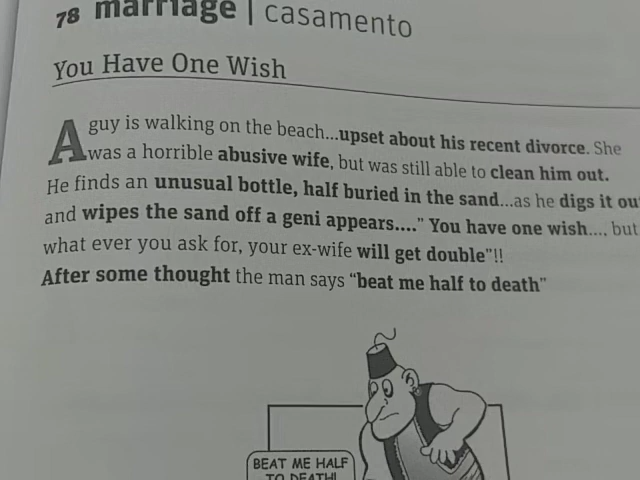 78 marriage | casamento
You Have One Wish
A guy is walking on the beach...upset about his recent divorce. She
was a horrible abusive wife, but was still able to clean him out.
He finds an unusual bottle, half buried in the sand...as he digs it ou
and wipes the sand off a geni appears...." You have one wish...., but
what ever you ask for, your ex-wife will get double"!!
After some thought the man says "beat me half to death"
BEAT ME HALF
TO DEATH!